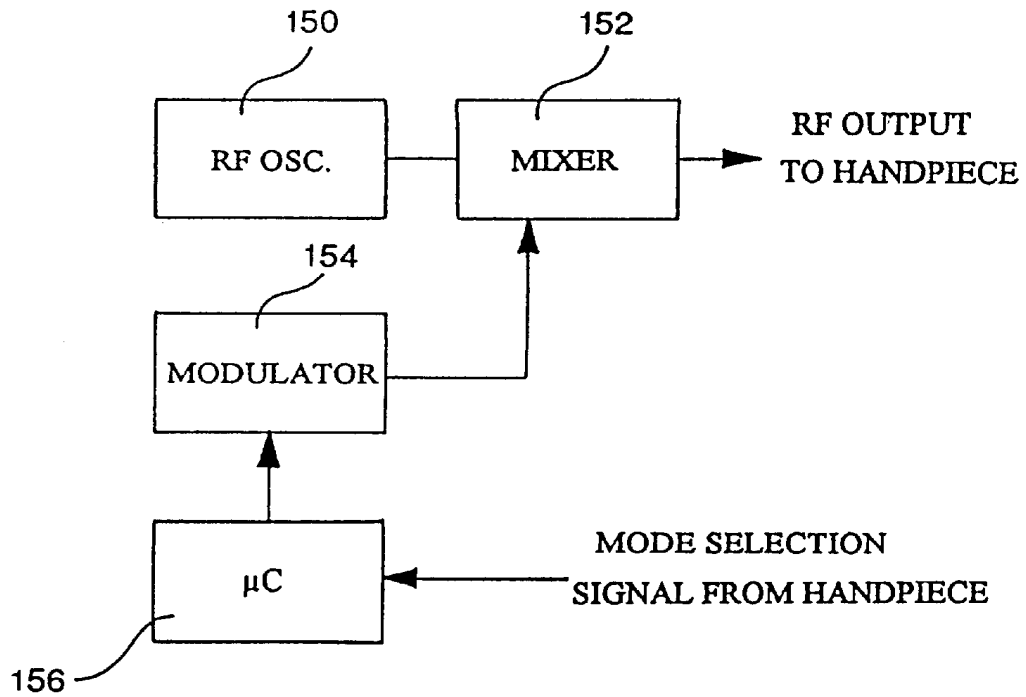 150
152
RF OSC.
MIXER
RF OUTPUT
TO HANDPIECE
154
MODULATOR
µC
MODE SELECTION
SIGNAL FROM HANDPIECE
156